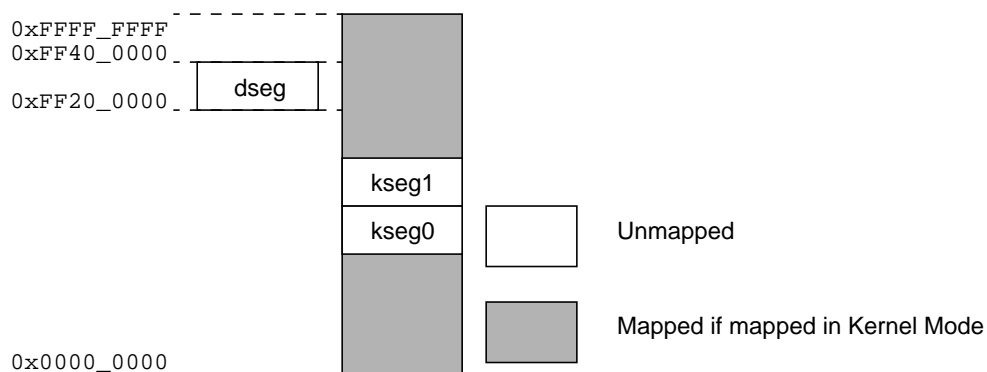 0xFFFF_FFFF
0xFF40_0000
dseg
0xFF20_0000
kseg1
kseg0
Unmapped
Mapped if mapped in Kernel Mode
0x0000_0000